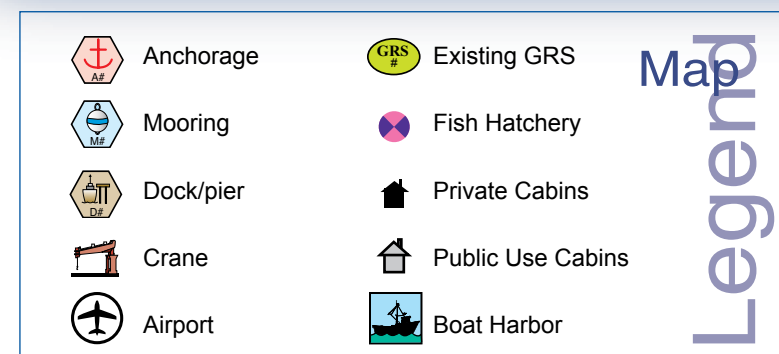 Map
Legend
A#
Anchorage
GRS
#
Existing GRS
M#
Mooring
Fish Hatchery
D#
Dock/pier
Private Cabins
Crane
Public Use Cabins
Airport
Boat Harbor